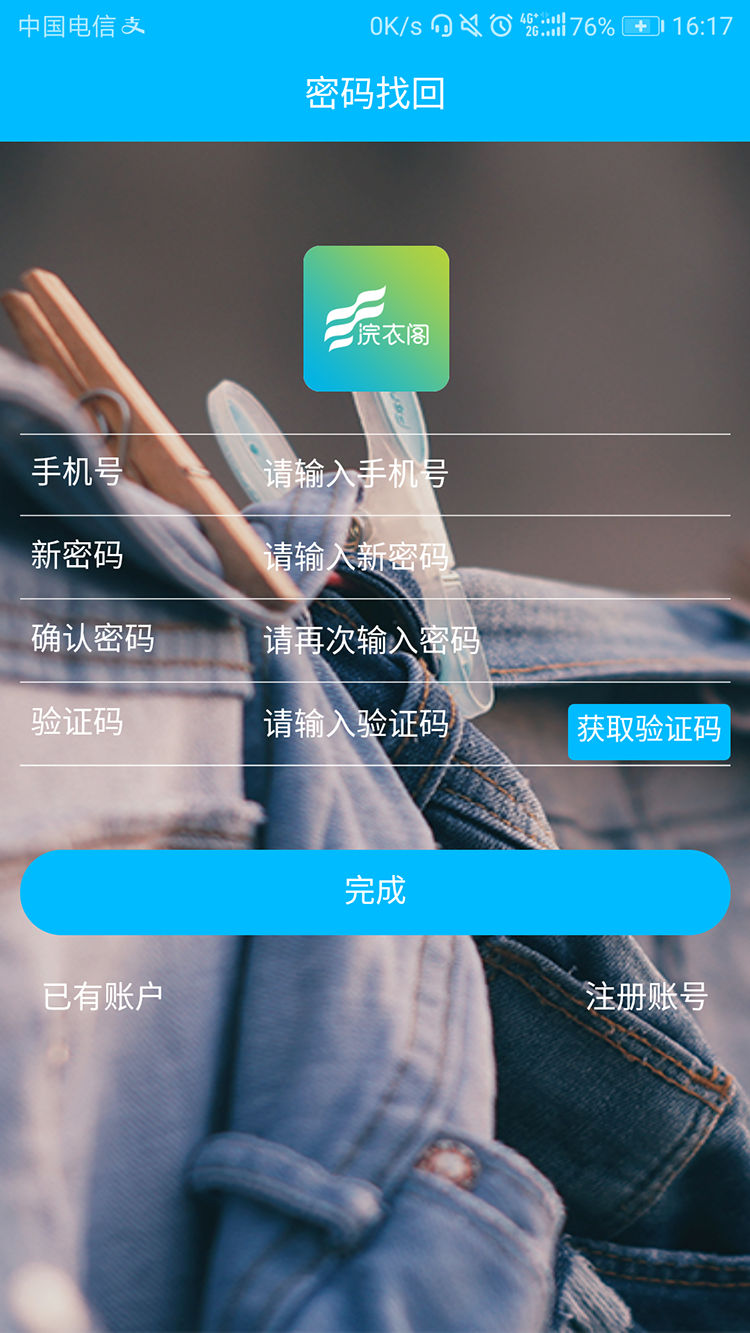 中国电信 0K/s 4G+ 2G 76% 16:17
密码找回
浣衣阁
手机号 请输入手机号
新密码 请输入新密码
确认密码 请再次输入密码
验证码 请输入验证码 获取验证码
完成
已有账户 注册账号